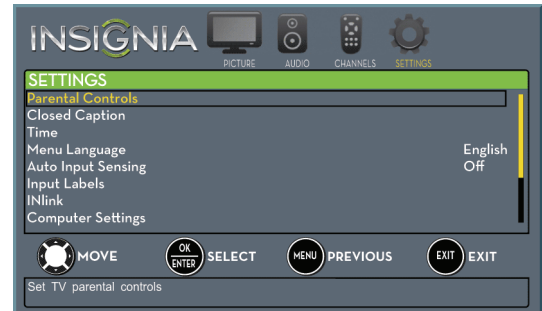 INSIGNIA
PICTURE AUDIO CHANNELS SETTINGS
SETTINGS
Parental Controls
Closed Caption
Time
Menu Language English
Auto Input Sensing Off
Input Labels
INlink
Computer Settings
MOVE OK ENTER SELECT MENU PREVIOUS EXIT EXIT
Set TV parental controls